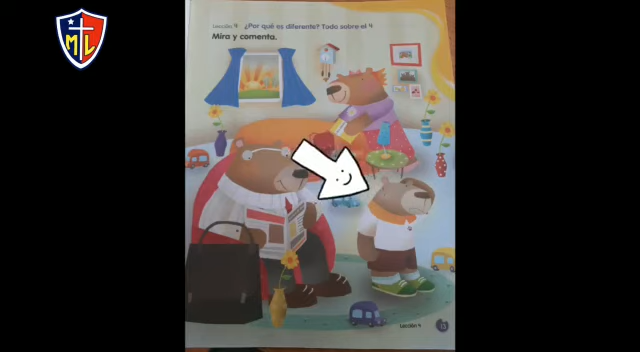 MTL
Lección 4 ¿Por qué es diferente? Todo sobre el 4
Mira y comenta.
Lección 4